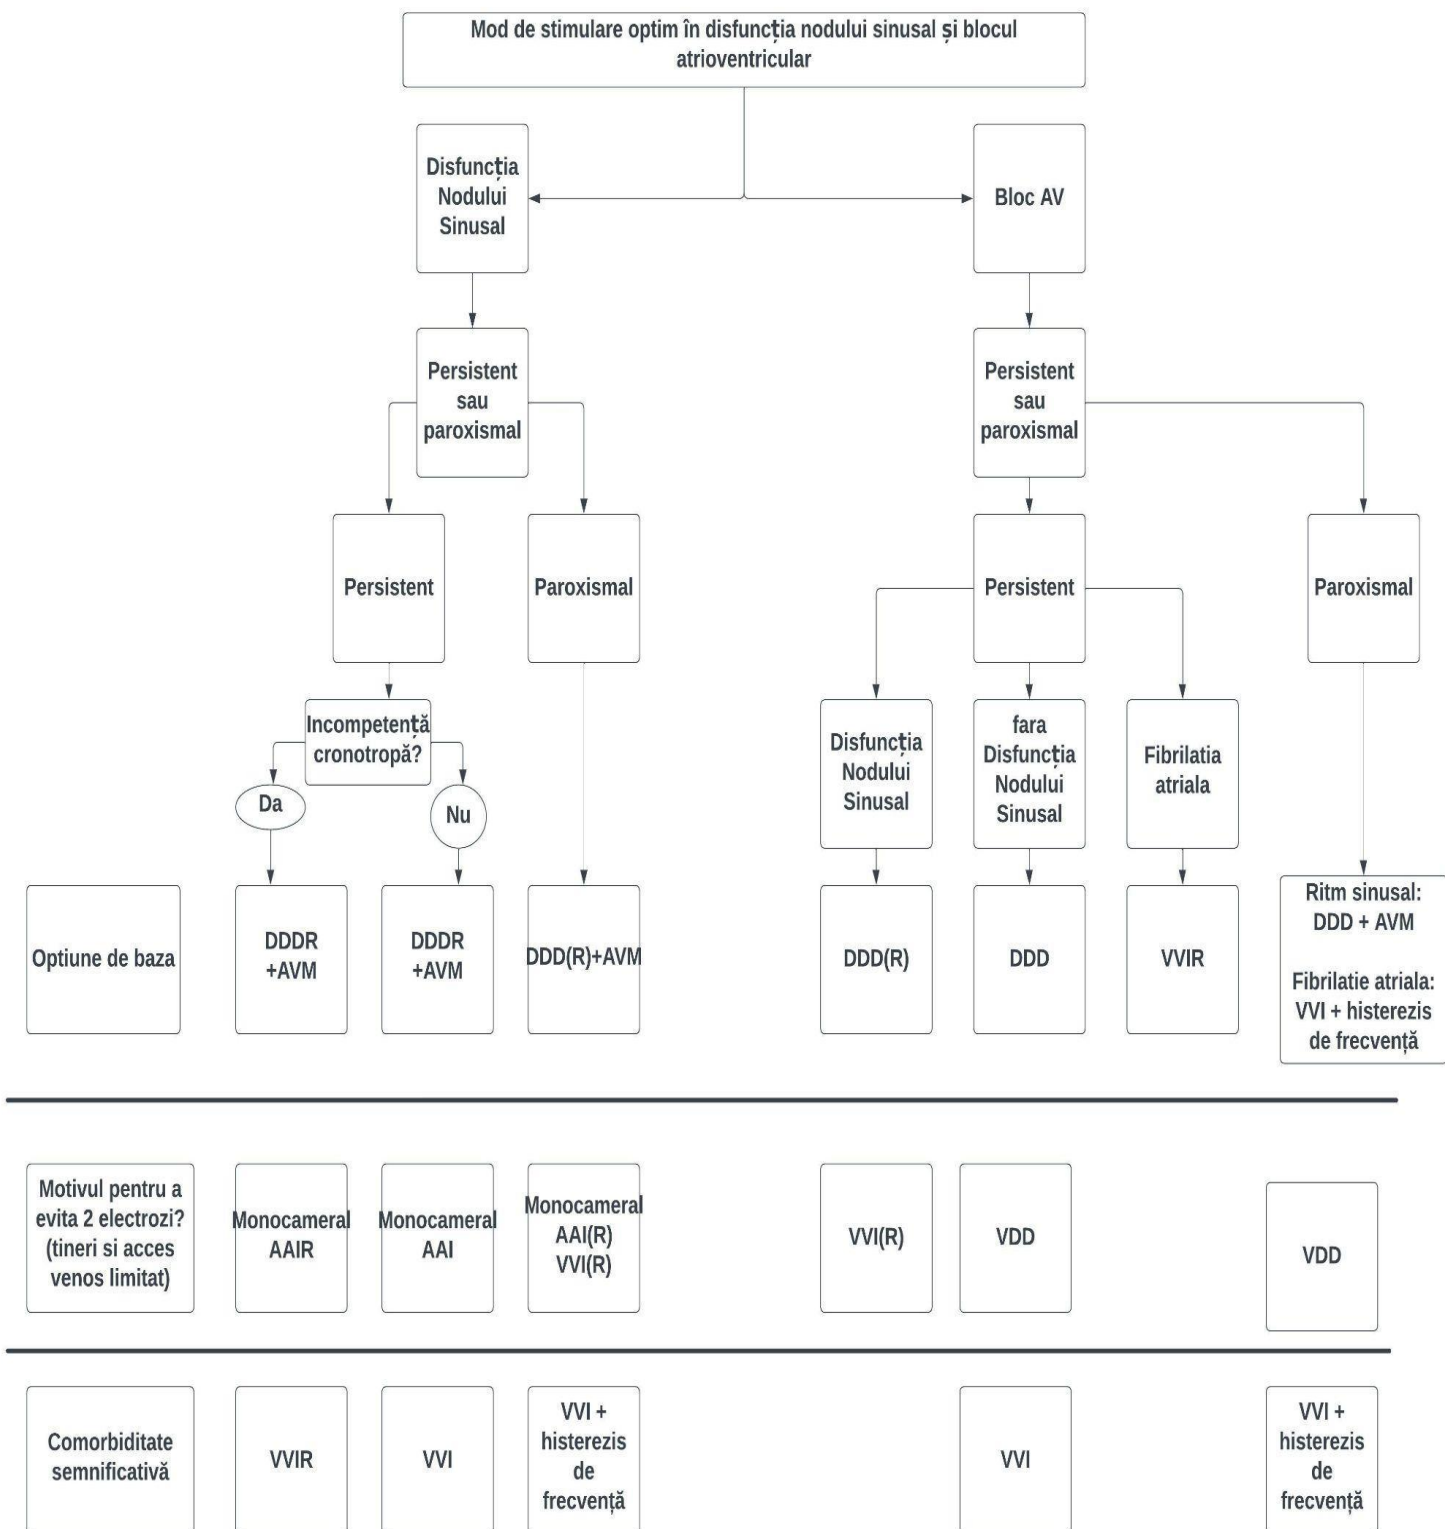 Mod de stimulare optim în disfuncția nodului sinusal și blocul
atrioventricular
Disfuncția
Nodului
Sinusal
Bloc AV
Persistent
sau
paroxismal
Persistent
sau
paroxismal
Persistent
Paroxismal
Persistent
Paroxismal
Incompetență
cronotropă?
Da
Nu
Disfuncția
Nodului
Sinusal
fara
Disfuncția
Nodului
Sinusal
Fibrilatia
atriala
Optiune de baza
DDDR
+AVM
DDDR
+AVM
DDD(R)+AVM
DDD(R)
DDD
VVIR
Ritm sinusal:
DDD + AVM
Fibrilatie atriala:
VVI + histerezis
de frecvență
Motivul pentru a
evita 2 electrozi?
(tineri si acces
venos limitat)
Monocameral
AAIR
Monocameral
AAI
Monocameral
AAI(R)
VVI(R)
VVI(R)
VDD
VDD
Comorbiditate
semnificativă
VVIR
VVI
VVI +
histerezis
de
frecvență
VVI
VVI +
histerezis
de
frecvență